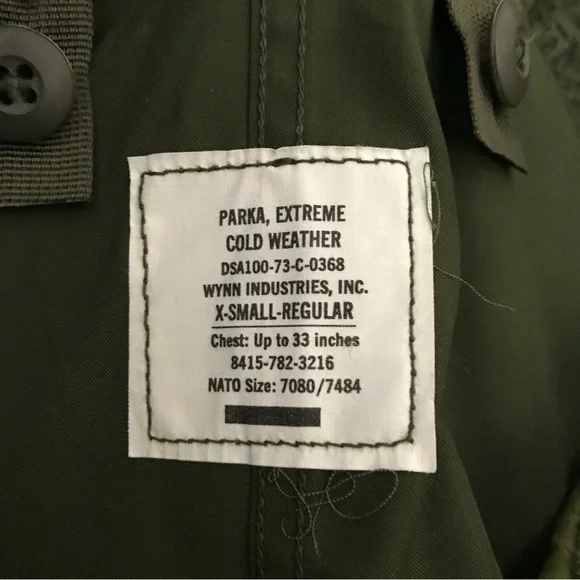 PARKA, EXTREME
COLD WEATHER
DSA100-73-C-0368
WYNN INDUSTRIES, INC.
X-SMALL-REGULAR
Chest: Up to 33 inches
8415-782-3216
NATO Size: 7080/7484